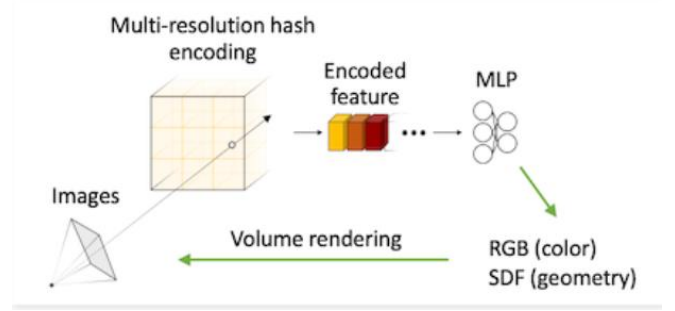 Multi-resolution hash
encoding
Encoded
feature
MLP
Images
Volume rendering
RGB (color)
SDF (geometry)